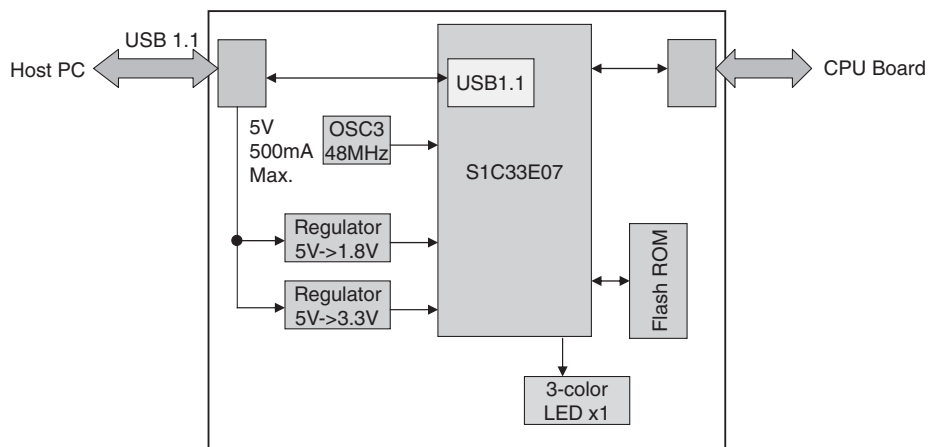 USB 1.1
Host PC
CPU Board
USB1.1
5V
500mA
Max.
OSC3
48MHz
S1C33E07
Regulator
5V->1.8V
Regulator
5V->3.3V
Flash ROM
3-color
LED x1